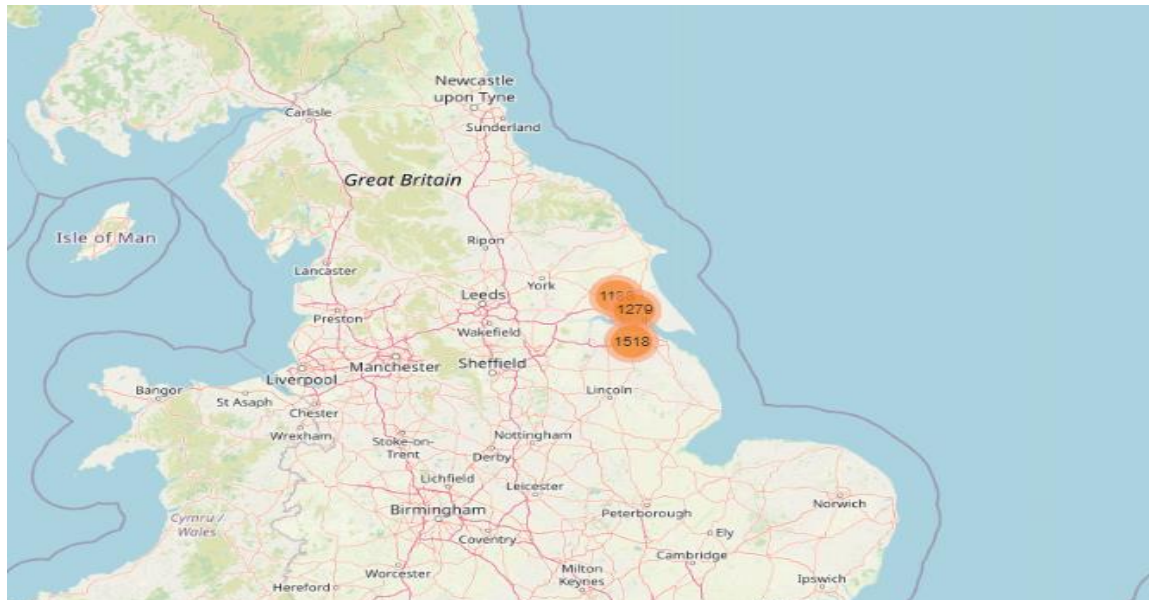 Newcastle
upon Tyne
Carlisle
Sunderland
Great Britain
Isle of Man
Ripon
Lancaster
York
Leeds
1279
Preston
Wakefield
1518
Manchester
Sheffield
Liverpool
Bangor
St Asaph
Lincoln
Chester
Wrexham
Stoke-on-
Trent
Nottingham
Derby
Lichfield
Leicester
Norwich
Birmingham
Peterborough
Cymru /
Wales
Coventry
Ely
Cambridge
Worcester
Milton
Keynes
Ipswich
Hereford